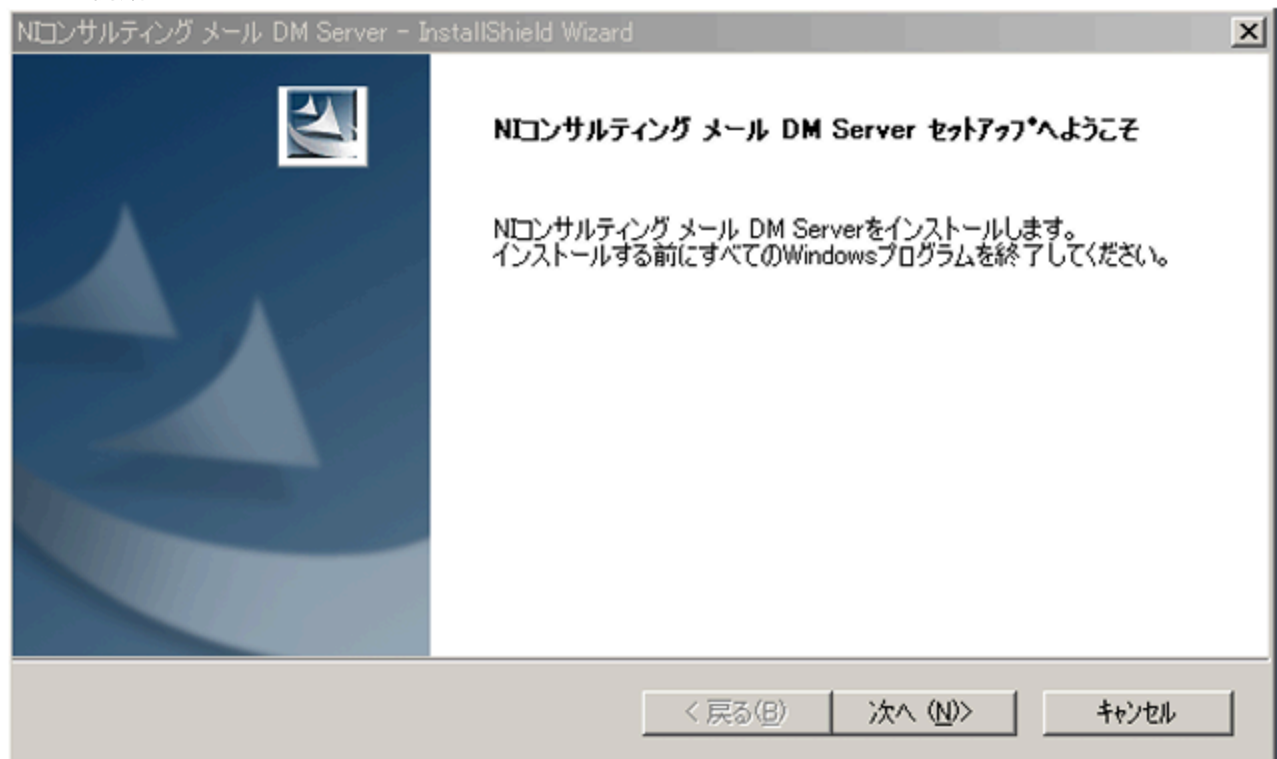 NIコンサルティング メール DM Server - InstallShield Wizard
NIコンサルティング メール DM Server セットアップへようこそ
NIコンサルティング メール DM Serverをインストールします。
インストールする前にすべてのWindowsプログラムを終了してください。
< 戻る(B)
次へ (N)>
キャンセル